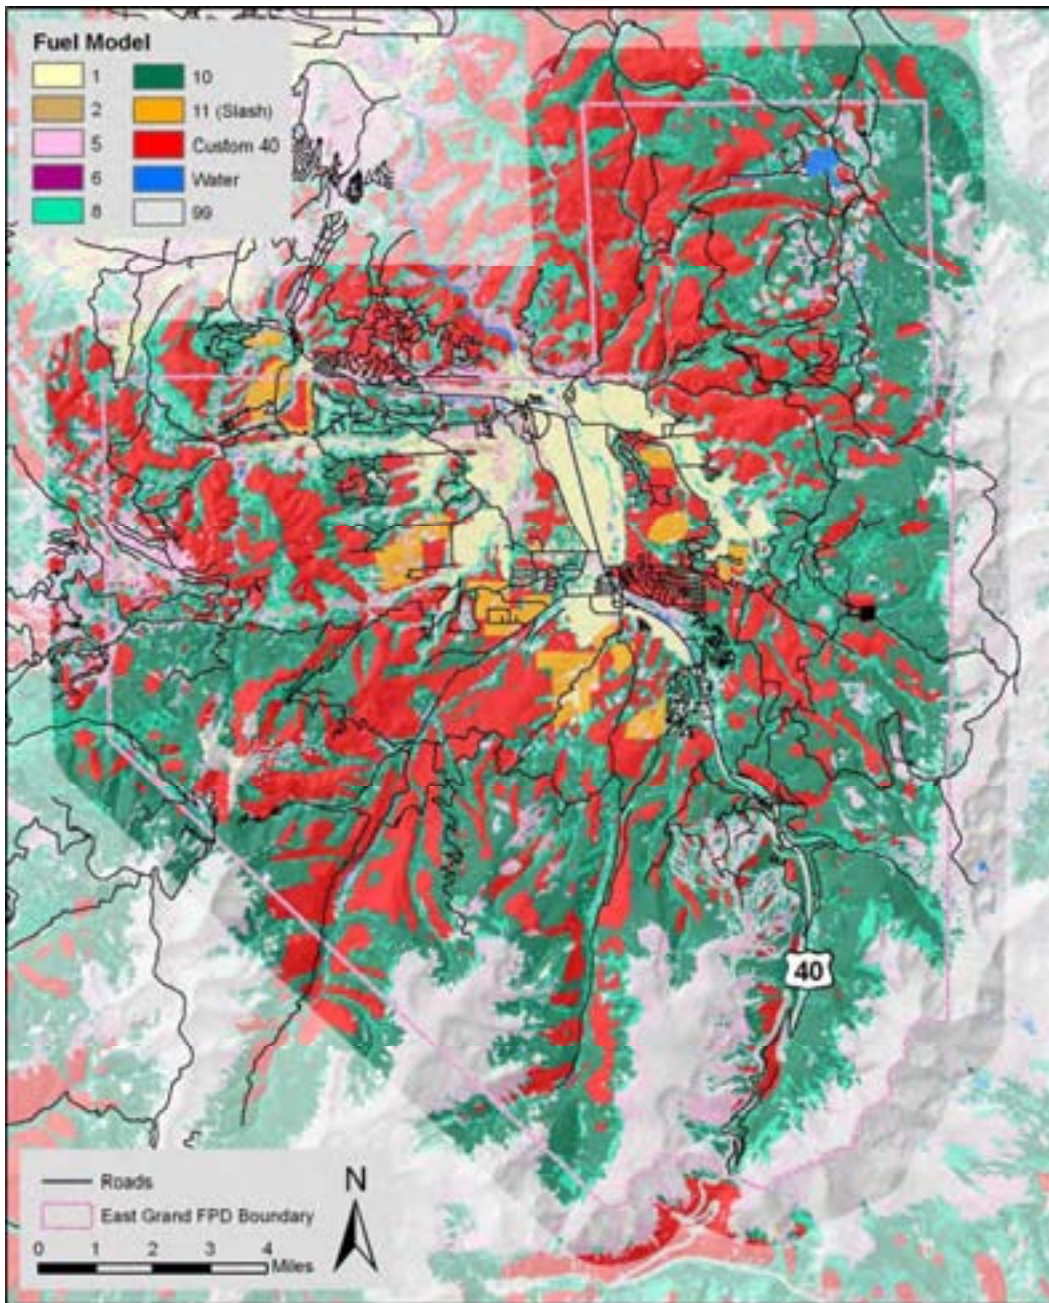 Fuel Model
1
10
2
11 (Slash)
5
Custom 40
6
Water
8
99
40
Roads
East Grand FPD Boundary
0 1 2 3 4
Miles
N